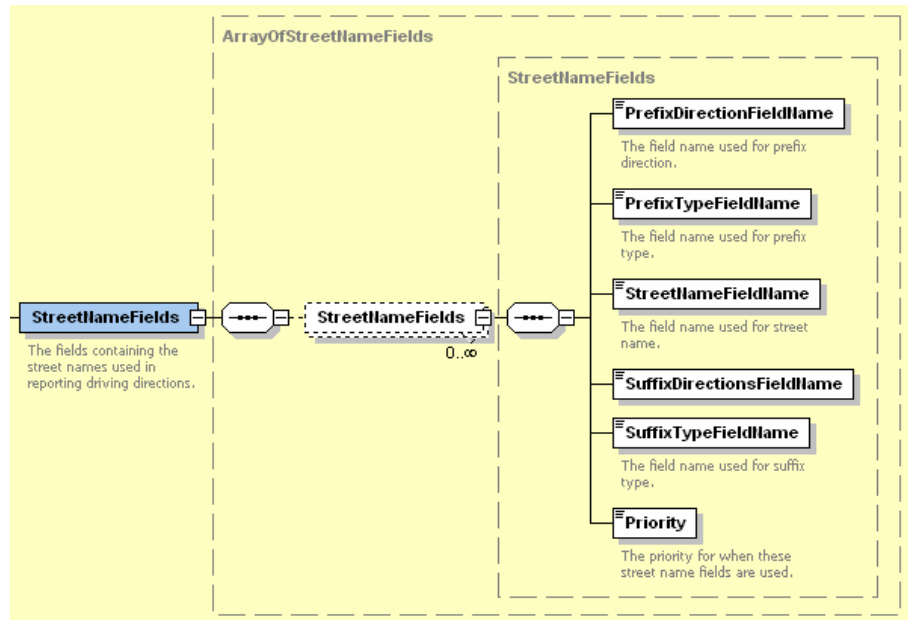 ArrayOfStreetNameFields
StreetNameFields
PrefixDirectionFieldName
The field name used for prefix
direction.
PrefixTypeFieldName
The field name used for prefix
type.
StreetNameFieldName
The field name used for street
name.
StreetNameFields
The fields containing the
street names used in
reporting driving directions.
StreetNameFields
0..∞
SuffixDirectionsFieldName
SuffixTypeFieldName
The field name used for suffix
type.
Priority
The priority for when these
street name fields are used.